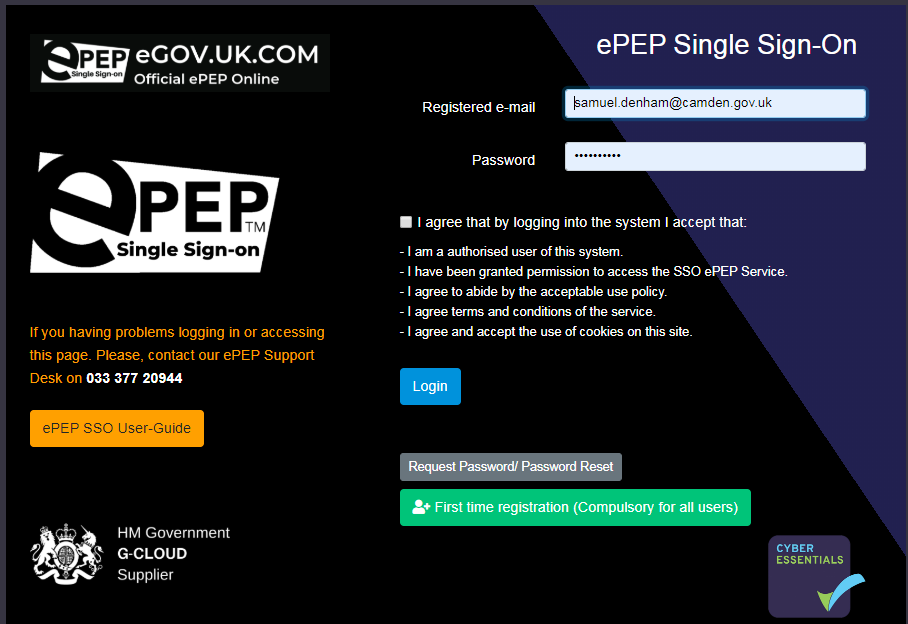 ePEP eGOV.UK.COM
Single Sign-on Official ePEP Online
ePEP Single Sign-On
Registered e-mail samuel.denham@camden.gov.uk
Password ••••••••••
ePEP™
Single Sign-on
I agree that by logging into the system I accept that:
- I am a authorised user of this system.
- I have been granted permission to access the SSO ePEP Service.
- I agree to abide by the acceptable use policy.
- I agree terms and conditions of the service.
- I agree and accept the use of cookies on this site.
If you having problems logging in or accessing
this page. Please, contact our ePEP Support
Desk on 033 377 20944
Login
ePEP SSO User-Guide
Request Password/ Password Reset
First time registration (Compulsory for all users)
HM Government
G-CLOUD
Supplier
CYBER
ESSENTIALS